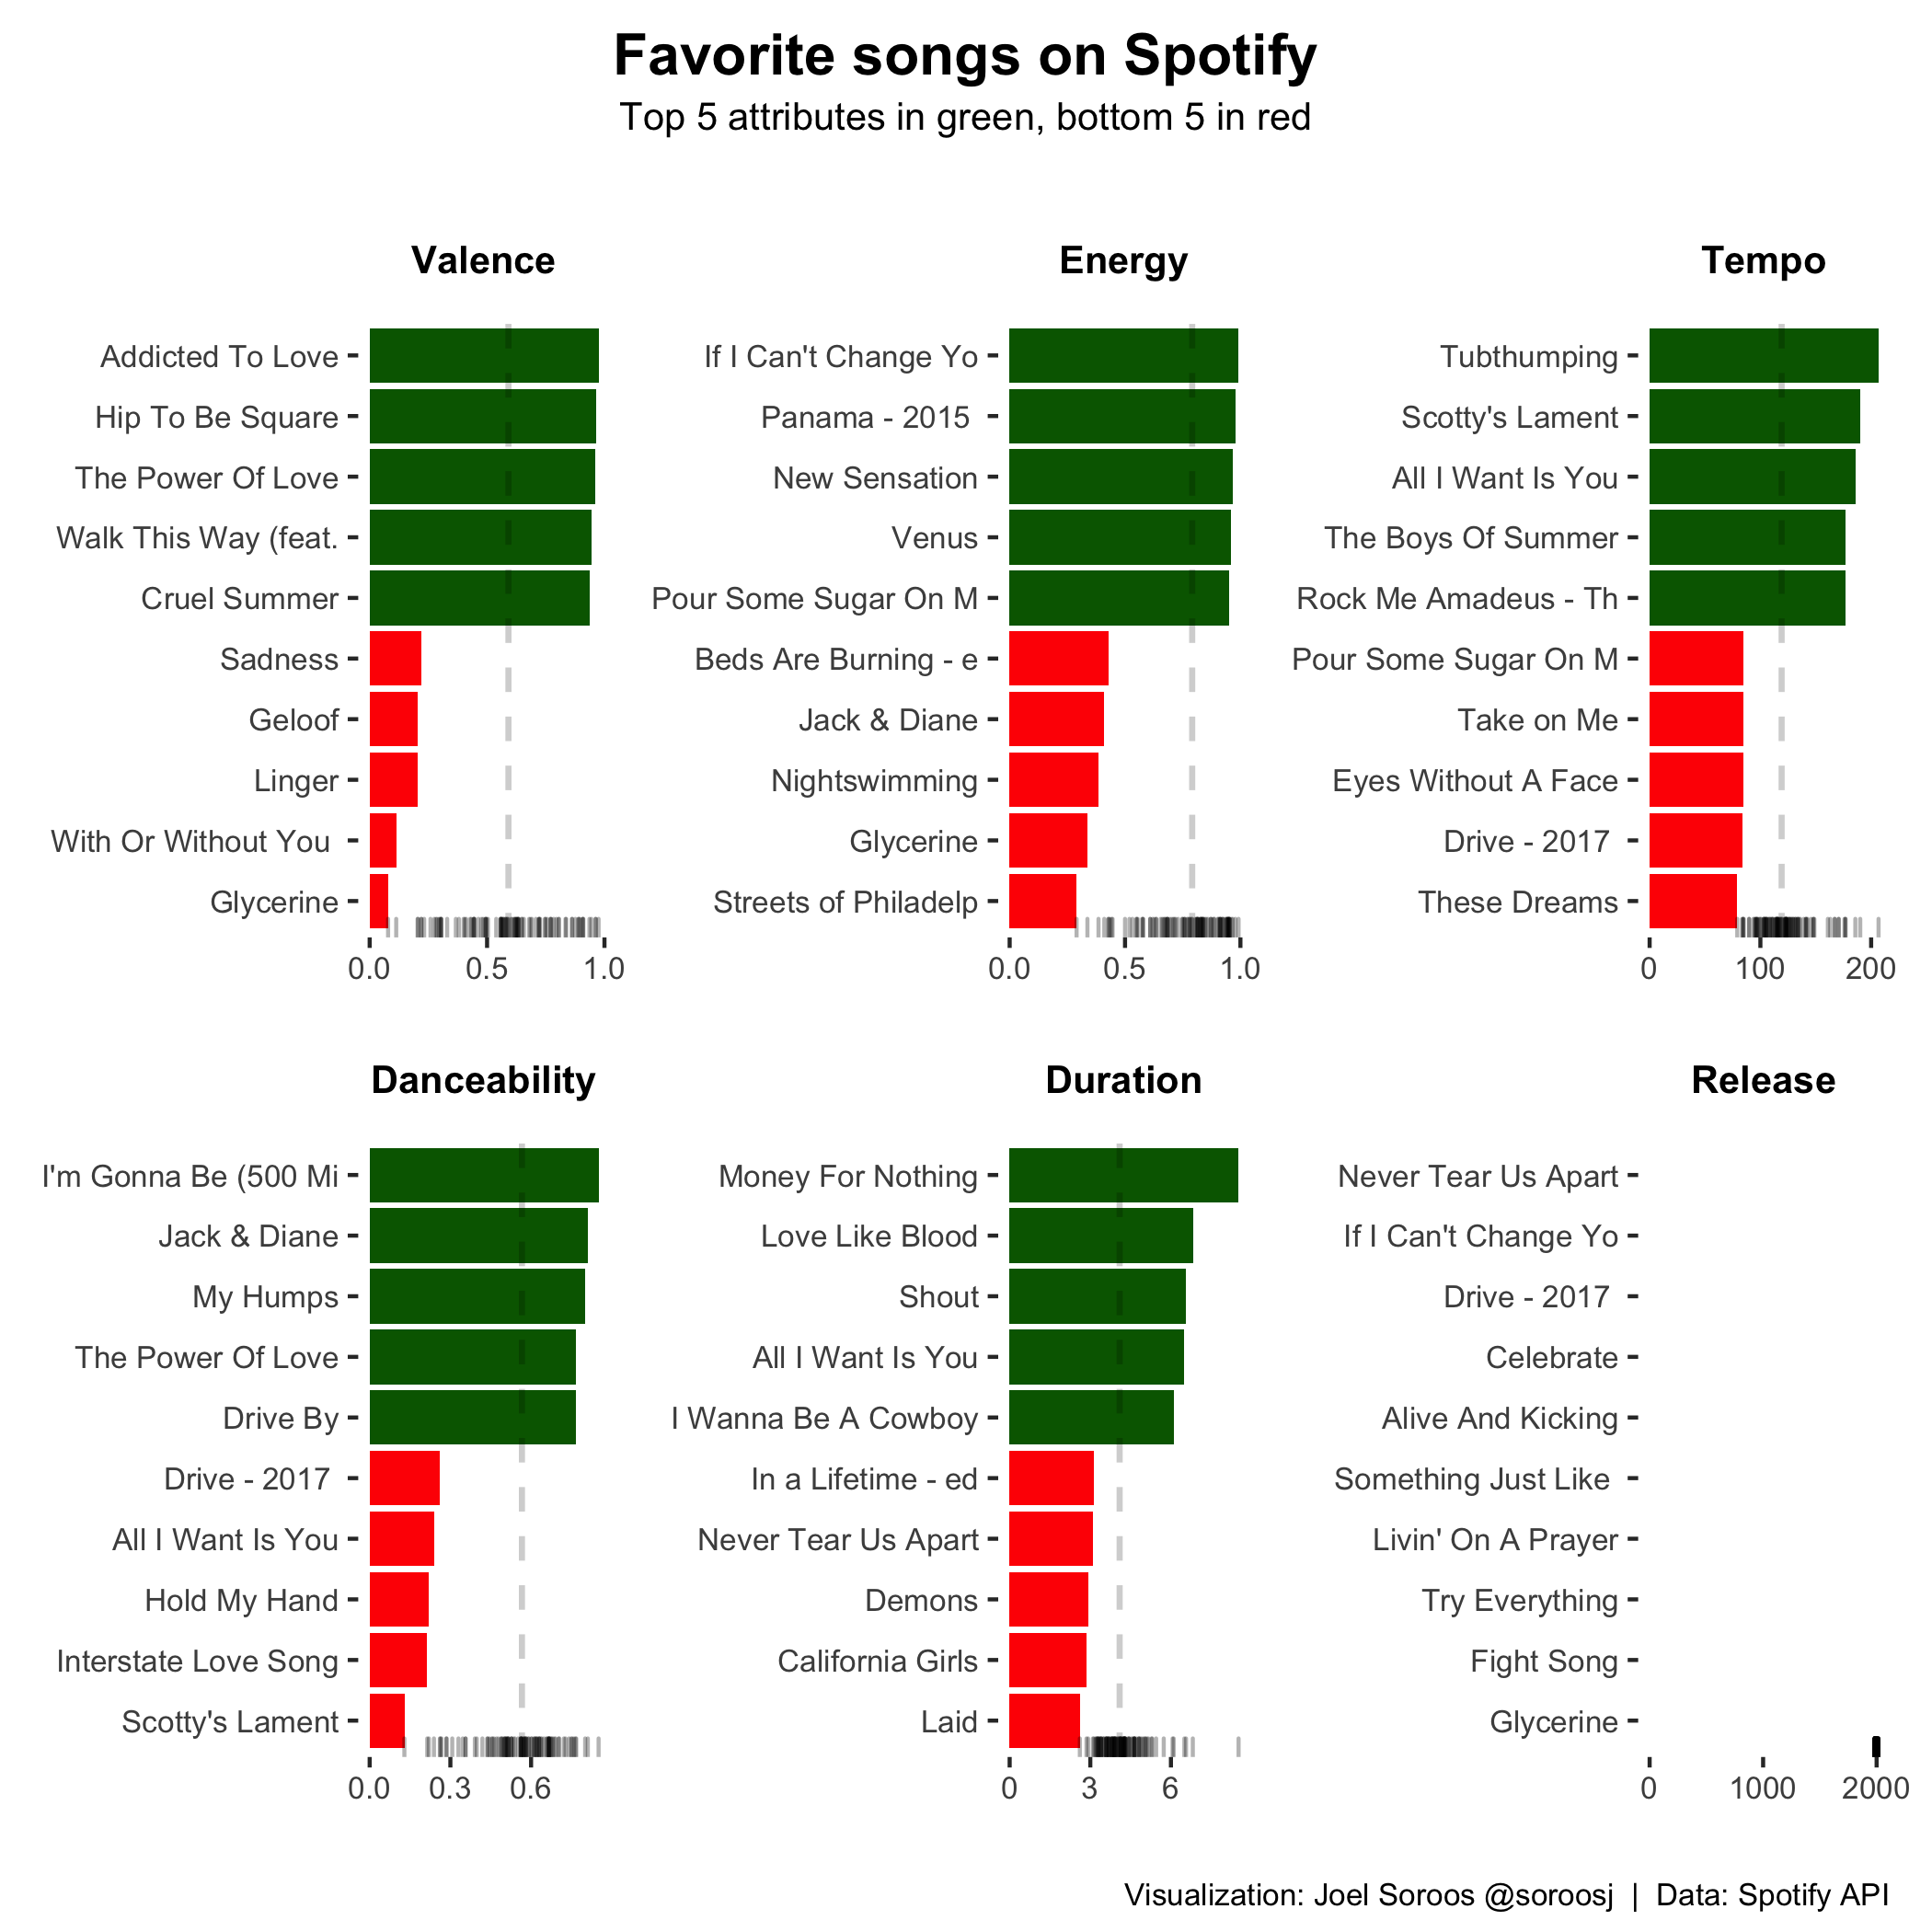 Favorite songs on Spotify
Top 5 attributes in green, bottom 5 in red
Valence
Addicted To Love
Hip To Be Square
The Power Of Love
Walk This Way (feat.
Cruel Summer
Sadness
Geloof
Linger
With Or Without You
Glycerine
0.0 0.5 1.0
Energy
If I Can't Change Yo
Panama - 2015
New Sensation
Venus
Pour Some Sugar On M
Beds Are Burning - e
Jack & Diane
Nightswimming
Glycerine
Streets of Philadelp
0.0 0.5 1.0
Tempo
Tubthumping
Scotty's Lament
All I Want Is You
The Boys Of Summer
Rock Me Amadeus - Th
Pour Some Sugar On M
Take on Me
Eyes Without A Face
Drive - 2017
These Dreams
0 100 200
Danceability
I'm Gonna Be (500 Mi
Jack & Diane
My Humps
The Power Of Love
Drive By
Drive - 2017
All I Want Is You
Hold My Hand
Interstate Love Song
Scotty's Lament
0.0 0.3 0.6
Duration
Money For Nothing
Love Like Blood
Shout
All I Want Is You
I Wanna Be A Cowboy
In a Lifetime - ed
Never Tear Us Apart
Demons
California Girls
Laid
0 3 6
Release
Never Tear Us Apart
If I Can't Change Yo
Drive - 2017
Celebrate
Alive And Kicking
Something Just Like
Livin' On A Prayer
Try Everything
Fight Song
Glycerine
0 1000 2000
Visualization: Joel Soroos @soroosj | Data: Spotify API